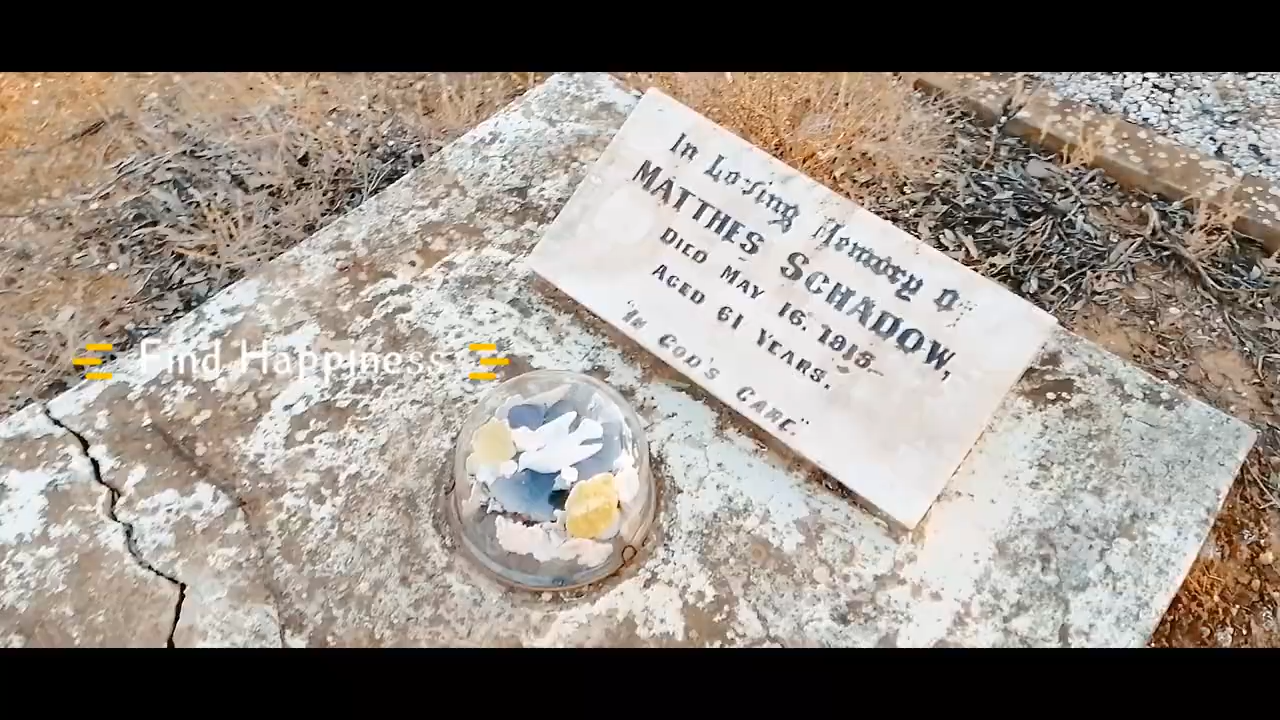 In Loving Memory Of
MATTHES SCHADOW,
DIED MAY 16, 1915
AGED 61 YEARS.
"IN GOD'S CARE."
Find Happiness